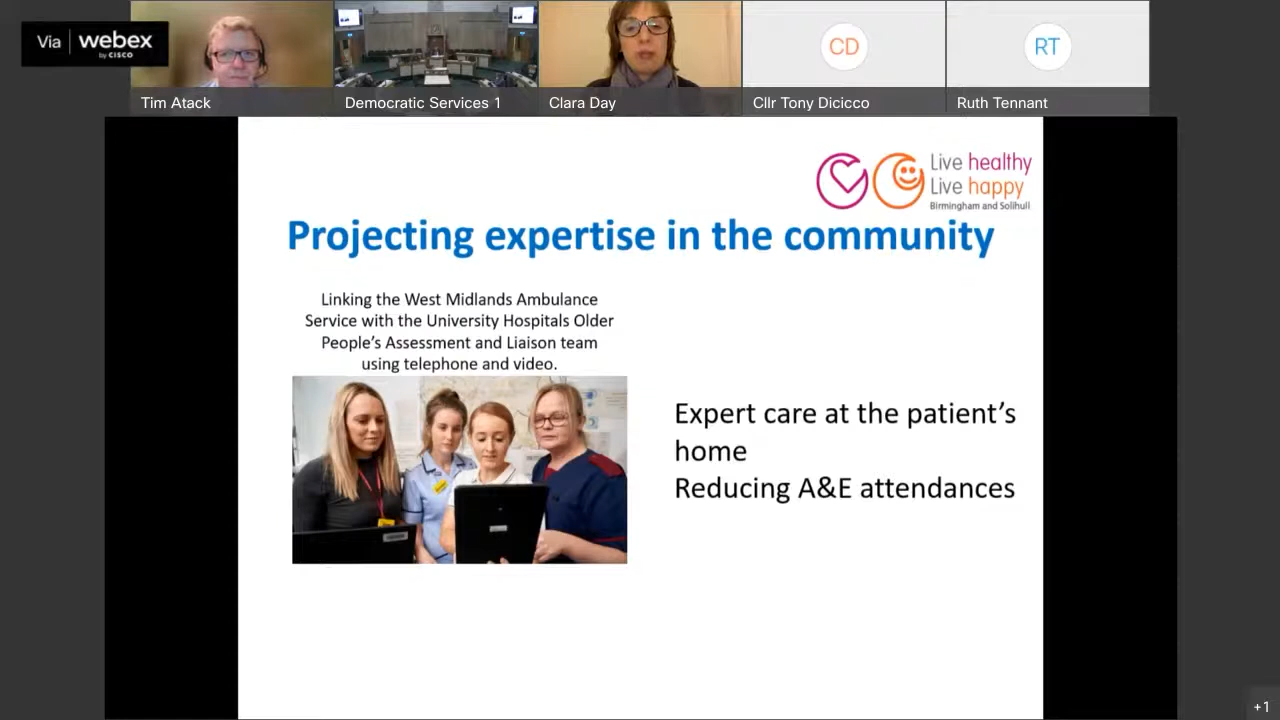 Via webex
by CISCO
Tim Atack
Democratic Services 1
Clara Day
CD
Cllr Tony Dicicco
RT
Ruth Tennant
Live healthy
Live happy
Birmingham and Solihull
Projecting expertise in the community
Linking the West Midlands Ambulance
Service with the University Hospitals Older
People’s Assessment and Liaison team
using telephone and video.
Expert care at the patient’s
home
Reducing A&E attendances
+1